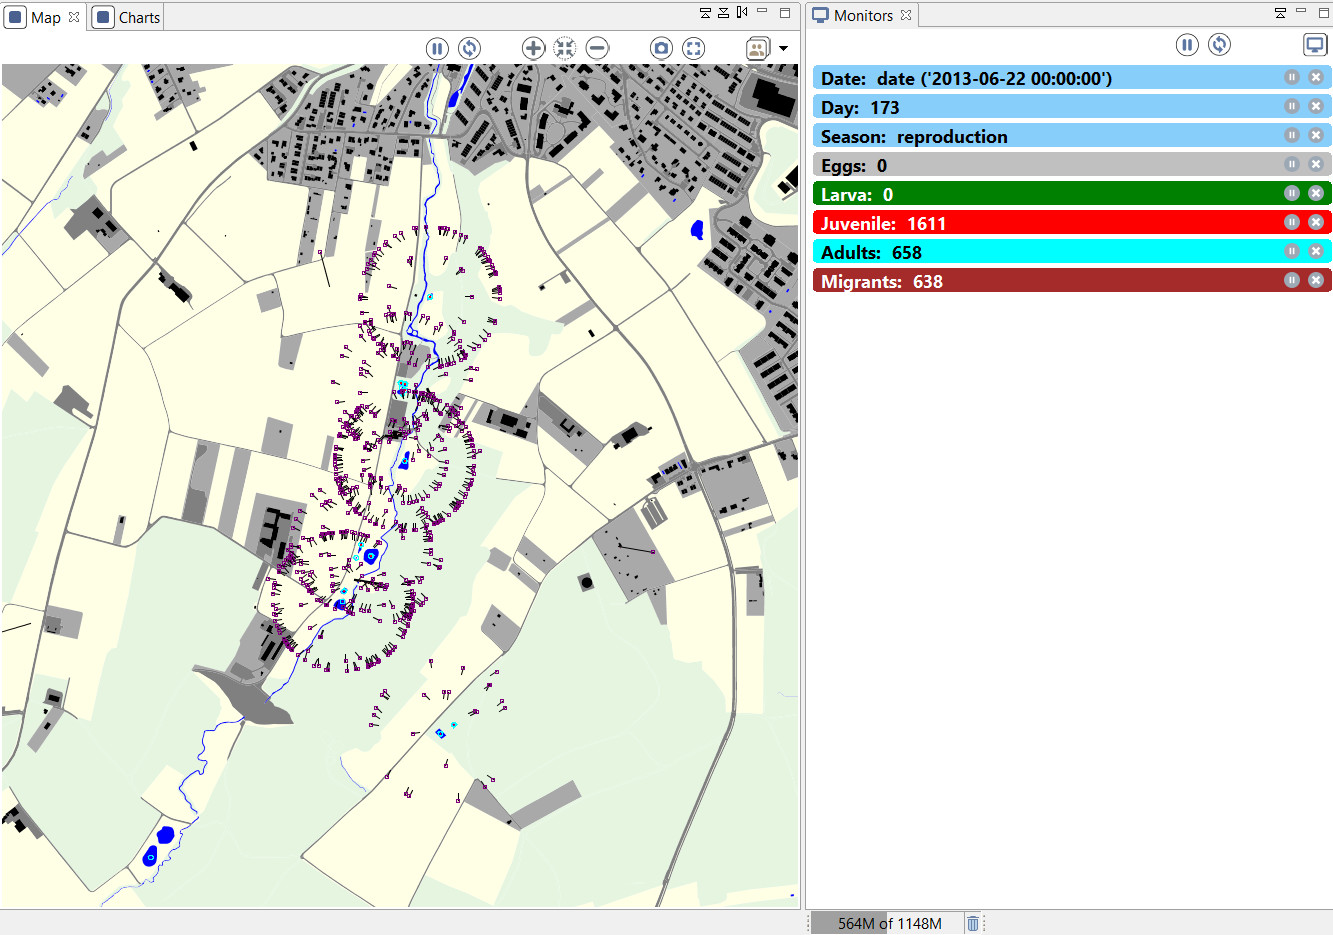 Map
Charts
Monitors
Date: date ('2013-06-22 00:00:00')
Day: 173
Season: reproduction
Eggs: 0
Larva: 0
Juvenile: 1611
Adults: 658
Migrants: 638
564M of 1148M